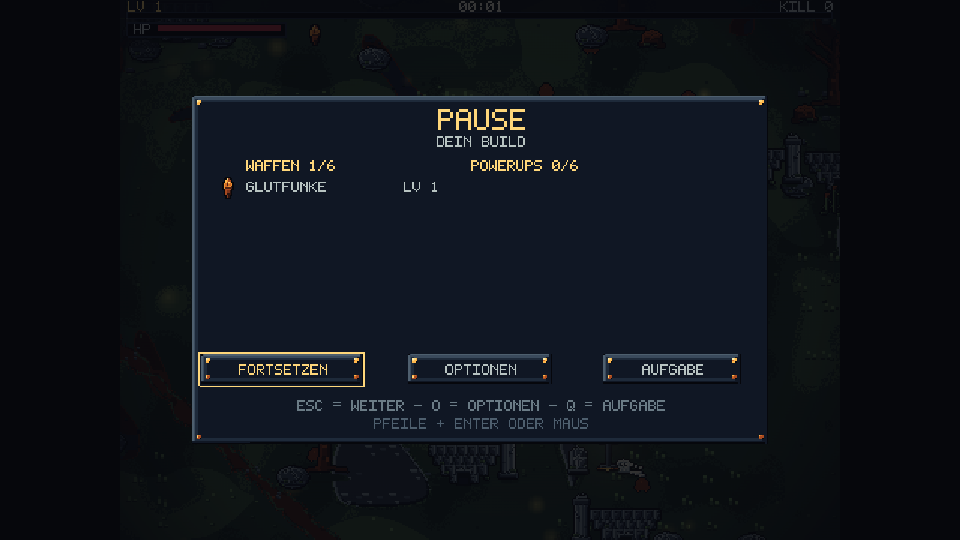 LV 1 00:01 KILL 0
HP
PAUSE
DEIN BUILD
WAFFEN 1/6 POWERUPS 0/6
GLUTFUNKE LV 1
FORTSETZEN OPTIONEN AUFGABE
ESC = WEITER - O = OPTIONEN - Q = AUFGABE
PFEILE + ENTER ODER MAUS